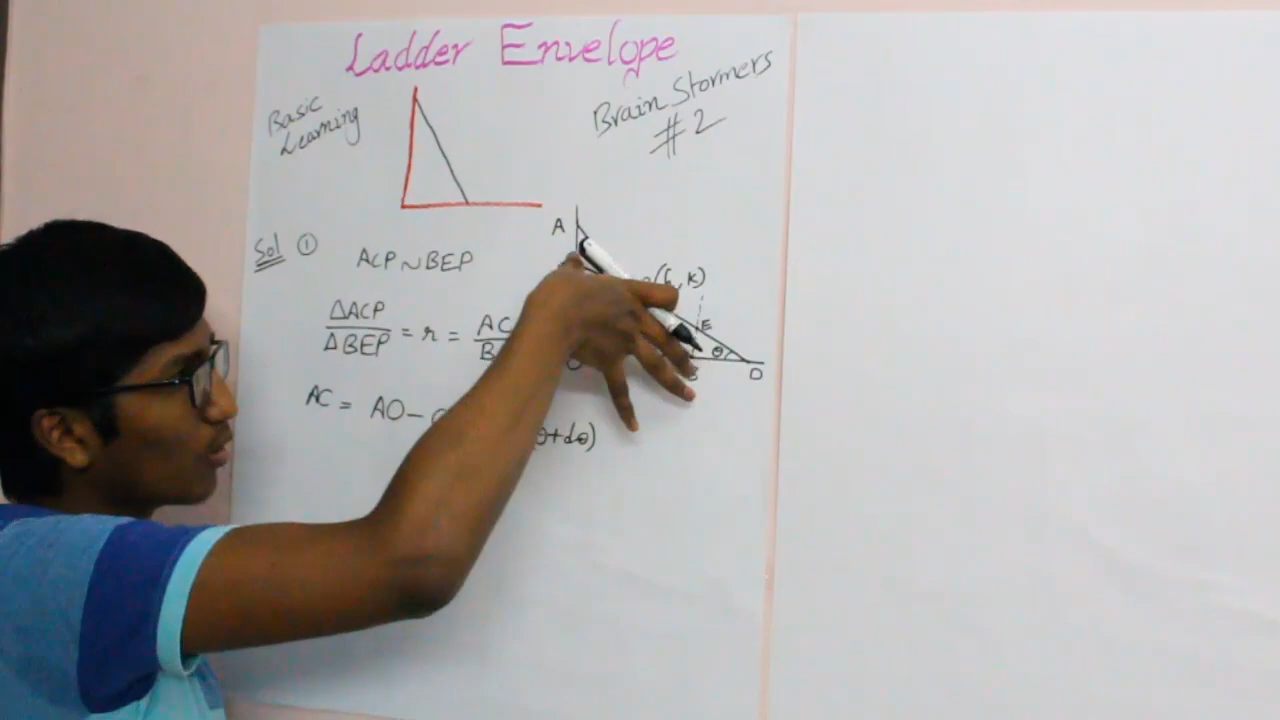 Ladder Envelope
Basic
Learning
Brain Stormers
#2
A
Sol ① ACP ~ BEP
K)
E
ΔACP
ΔBEP = r = AC
B
θ
D
AC = AO -
θ+dθ)